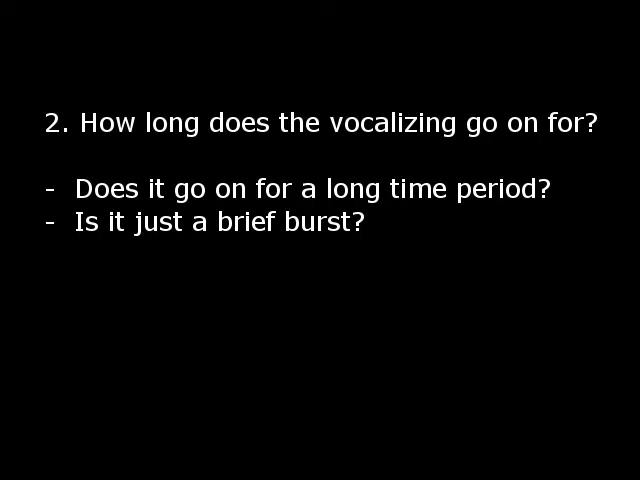 2. How long does the vocalizing go on for?
- Does it go on for a long time period?
- Is it just a brief burst?